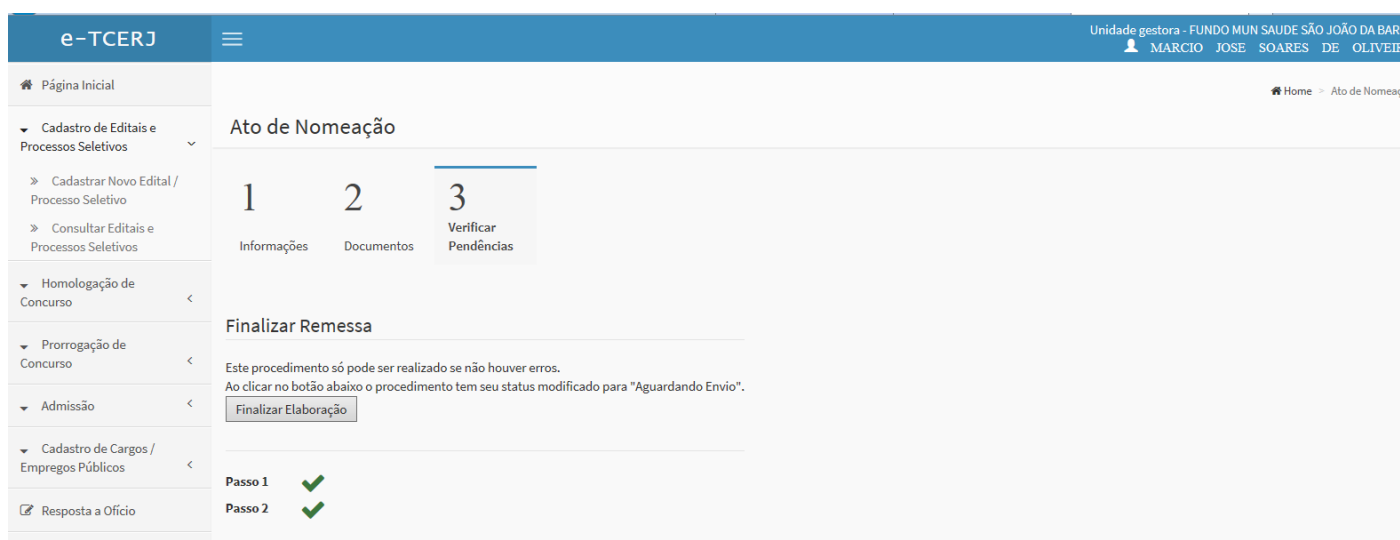 e-TCERJ
Unidade gestora - FUNDO MUN SAUDE SÃO JOÃO DA BAR
MARCIO JOSE SOARES DE OLIVEIR
Página Inicial
Home > Ato de Nomeaç
Cadastro de Editais e
Processos Seletivos
Cadastrar Novo Edital /
Processo Seletivo
Consultar Editais e
Processos Seletivos
Homologação de
Concurso
Prorrogação de
Concurso
Admissão
Cadastro de Cargos /
Empregos Públicos
Resposta a Ofício
Ato de Nomeação
1
Informações
2
Documentos
3
Verificar
Pendências
Finalizar Remessa
Este procedimento só pode ser realizado se não houver erros.
Ao clicar no botão abaixo o procedimento tem seu status modificado para "Aguardando Envio".
Finalizar Elaboração
Passo 1
Passo 2